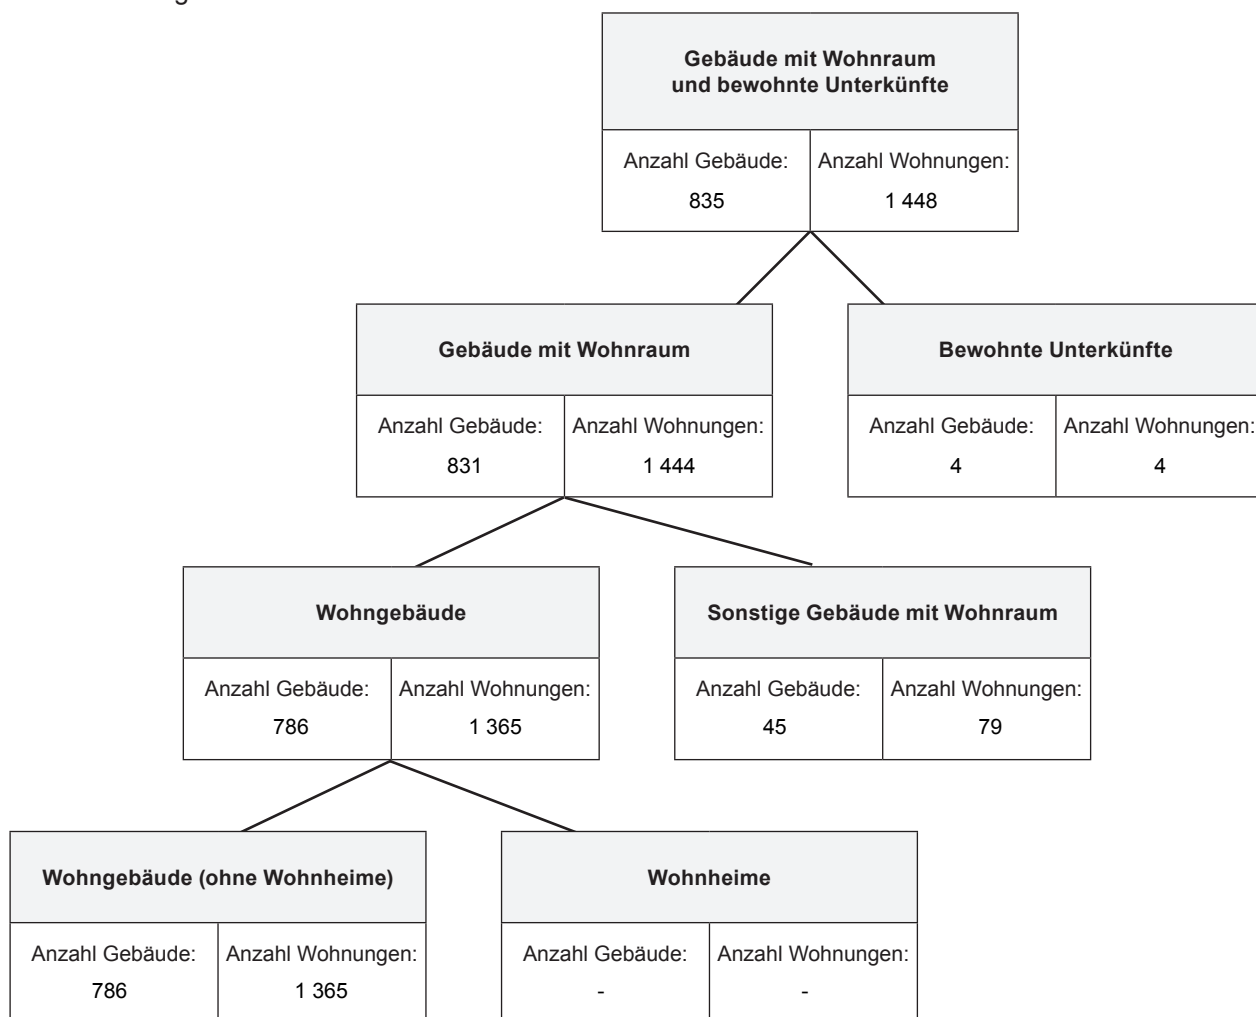 Gebäude mit Wohnraum
und bewohnte Unterkünfte
Anzahl Gebäude: Anzahl Wohnungen:
835 1 448
Gebäude mit Wohnraum
Anzahl Gebäude: Anzahl Wohnungen:
831 1 444
Bewohnte Unterkünfte
Anzahl Gebäude: Anzahl Wohnungen:
4 4
Wohngebäude
Anzahl Gebäude: Anzahl Wohnungen:
786 1 365
Sonstige Gebäude mit Wohnraum
Anzahl Gebäude: Anzahl Wohnungen:
45 79
Wohngebäude (ohne Wohnheime)
Anzahl Gebäude: Anzahl Wohnungen:
786 1 365
Wohnheime
Anzahl Gebäude: Anzahl Wohnungen:
- -